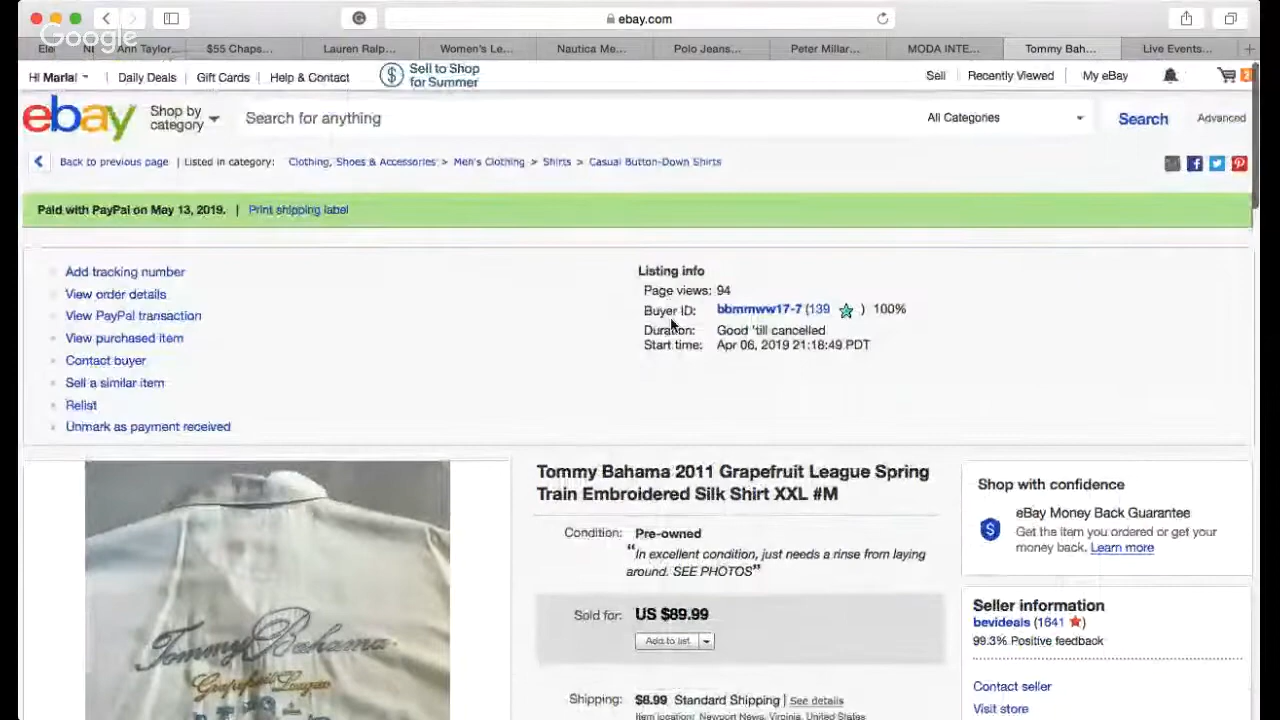 ebay.com
Google
Ann Taylor...
$55 Chaps...
Lauren Ralp...
Women's Le...
Nautica Me...
Polo Jeans...
Peter Millar...
MODA INTE...
Tommy Bah...
Live Events...
Hi Maria!
Daily Deals
Gift Cards
Help & Contact
Sell to Shop
for Summer
Sell
Recently Viewed
My eBay
ebay
Shop by
category
Search for anything
All Categories
Search
Advanced
Back to previous page | Listed in category: Clothing, Shoes & Accessories > Men's Clothing > Shirts > Casual Button-Down Shirts
Paid with PayPal on May 13, 2019. | Print shipping label
Add tracking number
View order details
View PayPal transaction
View purchased item
Contact buyer
Sell a similar item
Relist
Unmark as payment received
Listing info
Page views: 94
Buyer ID: bbmmww17-7 (139 ) 100%
Duration: Good 'till cancelled
Start time: Apr 06, 2019 21:18:49 PDT
Tommy Bahama
Grapefruit League
Tommy Bahama 2011 Grapefruit League Spring
Train Embroidered Silk Shirt XXL #M
Condition: Pre-owned
"In excellent condition, just needs a rinse from laying
around. SEE PHOTOS"
Sold for: US $89.99
Add to list
Shipping: $6.99 Standard Shipping | See details
Item location: Newport News, Virginia, United States
Shop with confidence
eBay Money Back Guarantee
Get the item you ordered or get your
money back. Learn more
Seller information
bevideals (1641 )
99.3% Positive feedback
Contact seller
Visit store